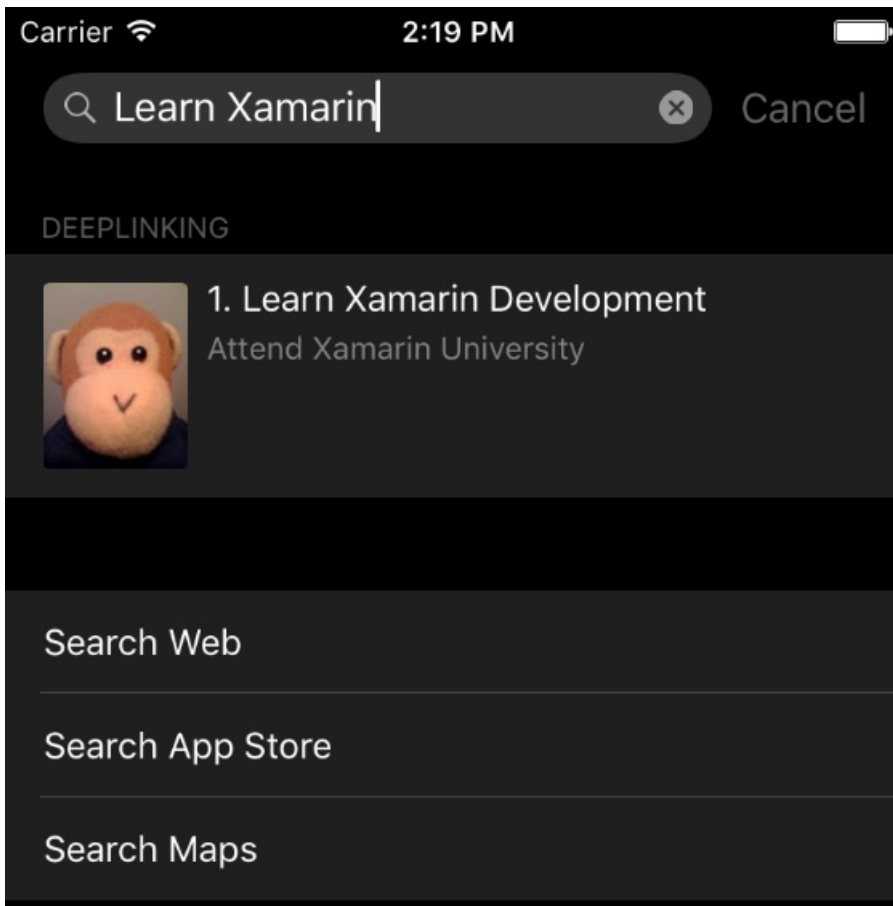 Carrier 2:19 PM
Learn Xamarin Cancel
DEEPLINKING
1. Learn Xamarin Development
Attend Xamarin University
Search Web
Search App Store
Search Maps